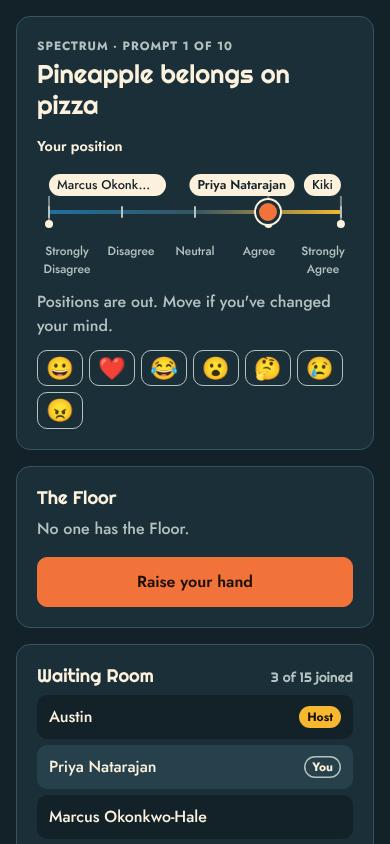 SPECTRUM · PROMPT 1 OF 10
Pineapple belongs on
pizza
Your position
Marcus Okonk...
Priya Natarajan
Kiki
Strongly
Disagree
Disagree
Neutral
Agree
Strongly
Agree
Positions are out. Move if you've changed
your mind.
The Floor
No one has the Floor.
Raise your hand
Waiting Room
3 of 15 joined
Austin
Host
Priya Natarajan
You
Marcus Okonkwo-Hale